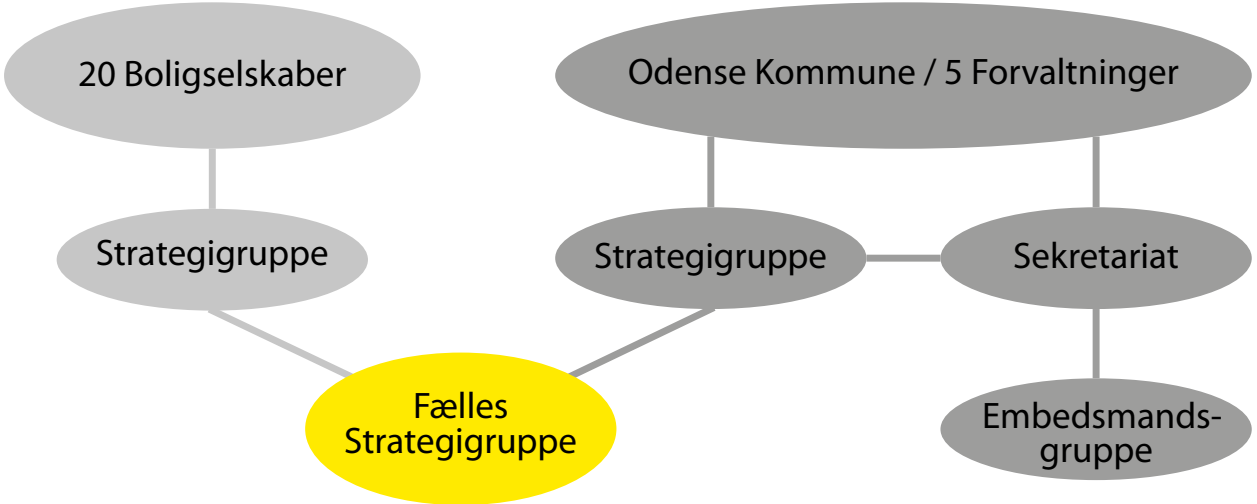 20 Boligselskaber
Odense Kommune / 5 Forvaltninger
Strategigruppe
Strategigruppe
Sekretariat
Fælles
Strategigruppe
Embedsmands-
gruppe